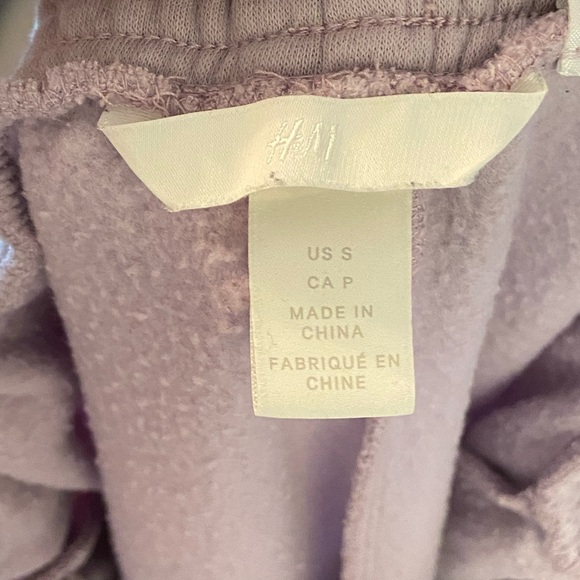 H&M
US S
CA P
MADE IN
CHINA
FABRIQUÉ EN
CHINE